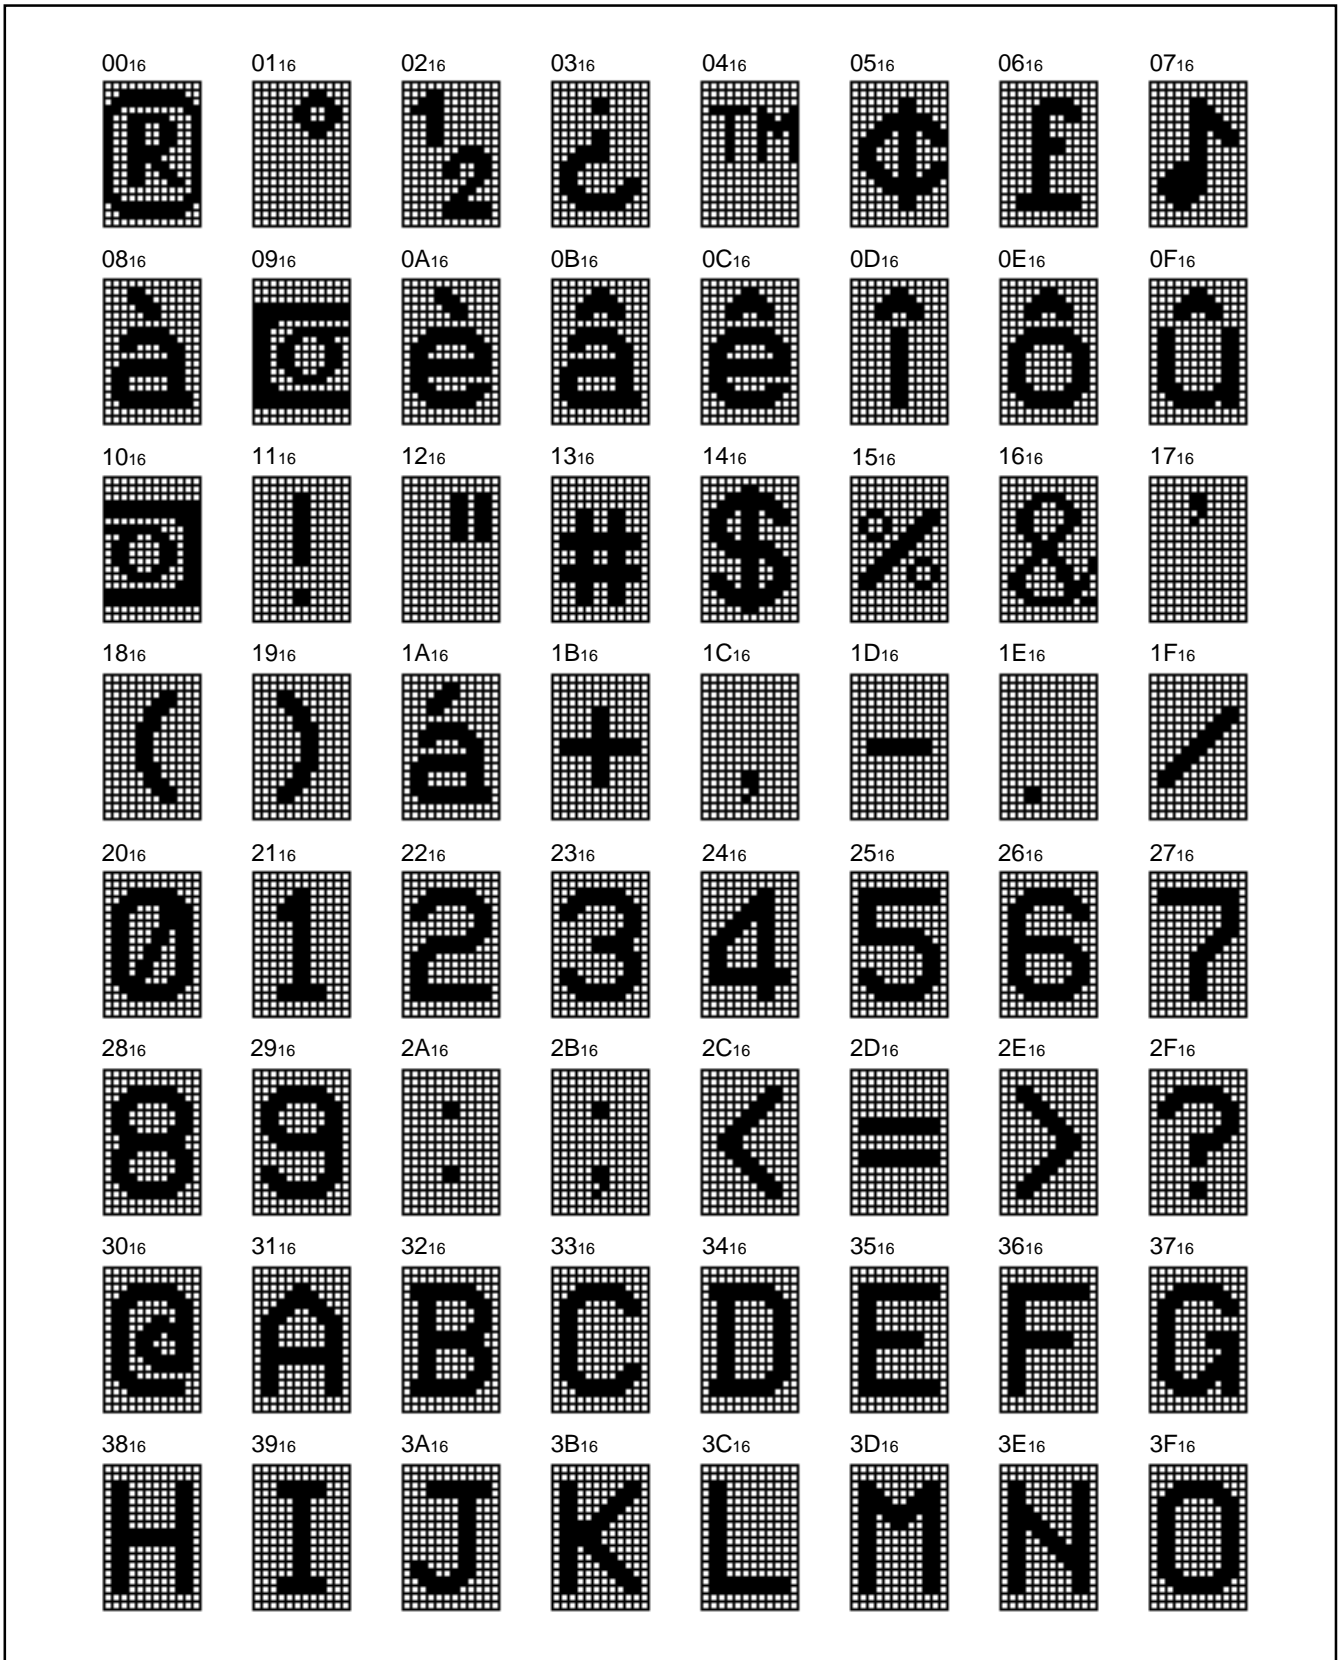 00₁₆ 01₁₆ 02₁₆ 03₁₆ 04₁₆ 05₁₆ 06₁₆ 07₁₆
® ° ½ ¿ ™ ¢ £ ♪
08₁₆ 09₁₆ 0A₁₆ 0B₁₆ 0C₁₆ 0D₁₆ 0E₁₆ 0F₁₆
à è â ê î ô û
10₁₆ 11₁₆ 12₁₆ 13₁₆ 14₁₆ 15₁₆ 16₁₆ 17₁₆
! " # $ % & '
18₁₆ 19₁₆ 1A₁₆ 1B₁₆ 1C₁₆ 1D₁₆ 1E₁₆ 1F₁₆
( ) á + , - . /
20₁₆ 21₁₆ 22₁₆ 23₁₆ 24₁₆ 25₁₆ 26₁₆ 27₁₆
0 1 2 3 4 5 6 7
28₁₆ 29₁₆ 2A₁₆ 2B₁₆ 2C₁₆ 2D₁₆ 2E₁₆ 2F₁₆
8 9 : ; < = > ?
30₁₆ 31₁₆ 32₁₆ 33₁₆ 34₁₆ 35₁₆ 36₁₆ 37₁₆
@ A B C D E F G
38₁₆ 39₁₆ 3A₁₆ 3B₁₆ 3C₁₆ 3D₁₆ 3E₁₆ 3F₁₆
H I J K L M N O